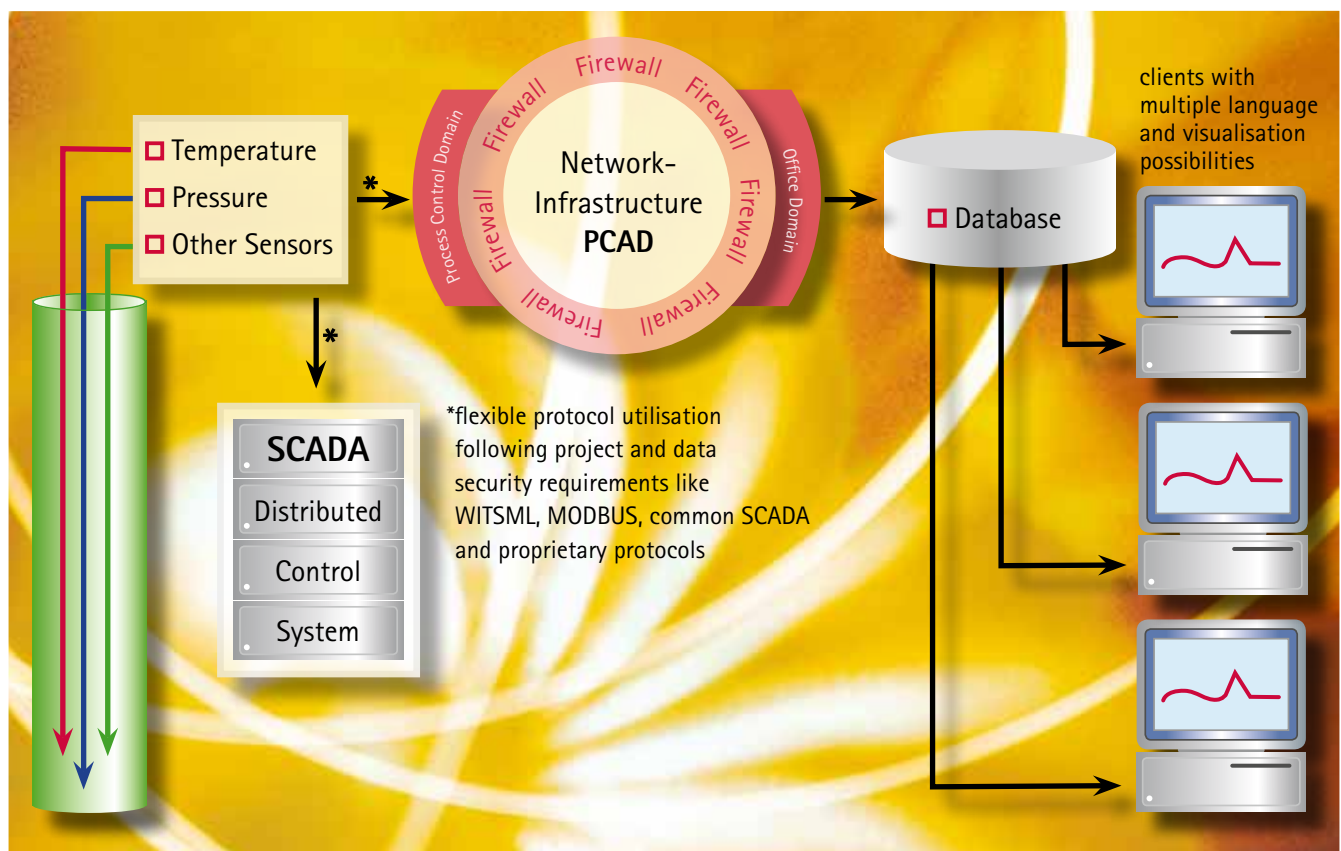 Temperature
Pressure
Other Sensors
*
*
Process Control Domain
Firewall
Firewall
Firewall
Firewall
Firewall
Firewall
Firewall
Network-
Infrastructure
PCAD
Office Domain
Database
clients with
multiple language
and visualisation
possibilities
SCADA
Distributed
Control
System
*flexible protocol utilisation
following project and data
security requirements like
WITSML, MODBUS, common SCADA
and proprietary protocols